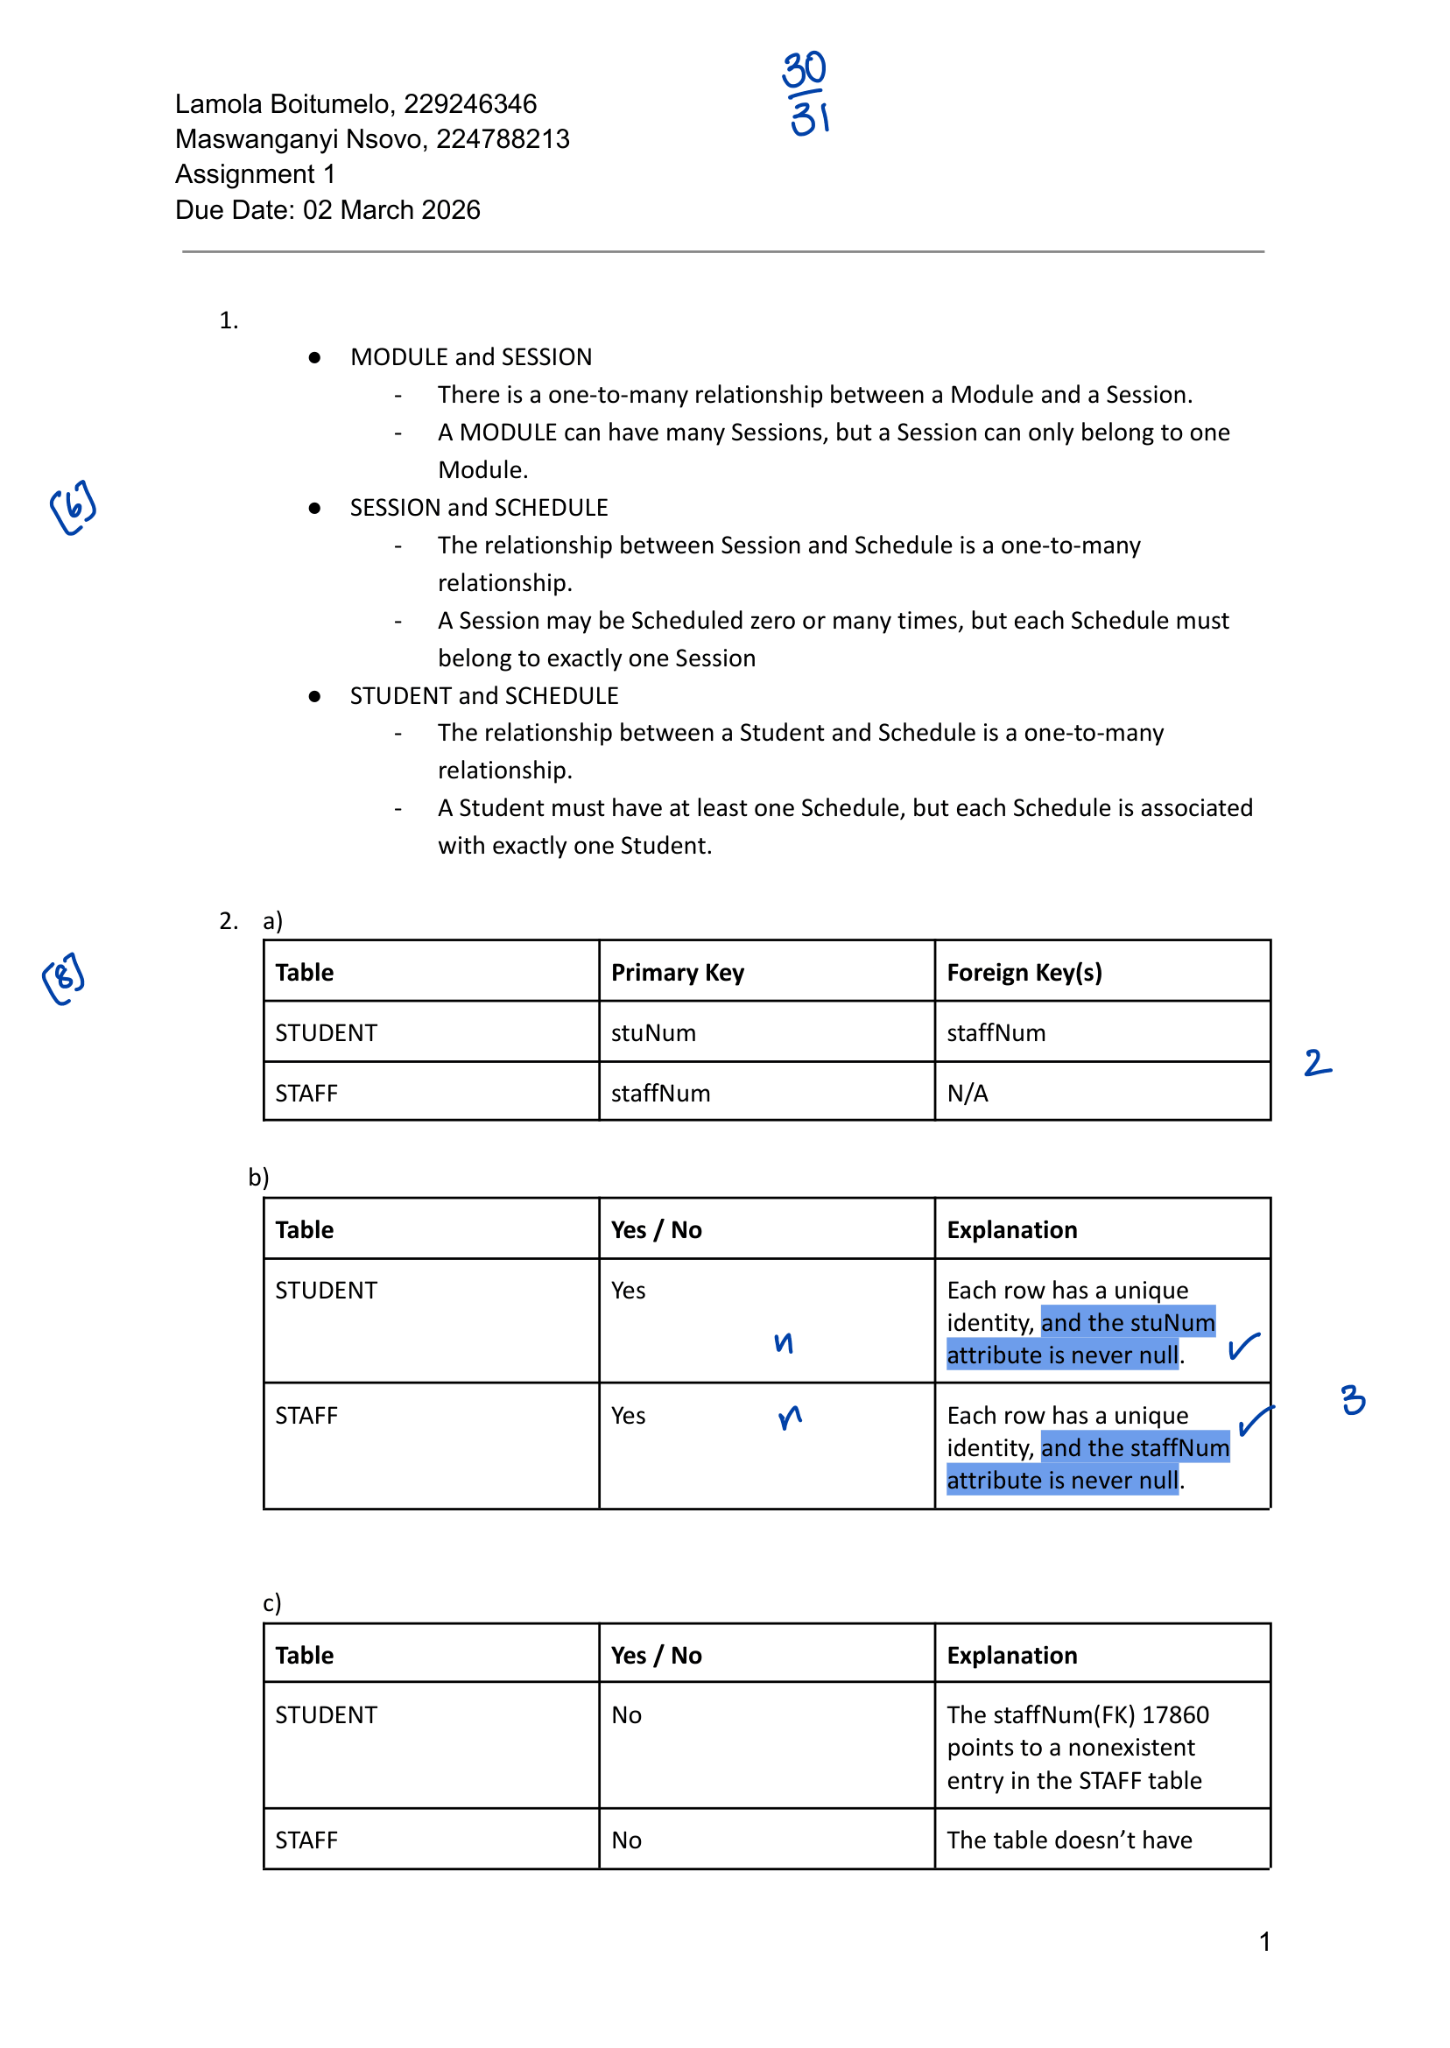 30
31
Lamola Boitumelo, 229246346
Maswanganyi Nsovo, 224788213
Assignment 1
Due Date: 02 March 2026
1.
● MODULE and SESSION
- There is a one-to-many relationship between a Module and a Session.
- A MODULE can have many Sessions, but a Session can only belong to one
Module.
[6]
● SESSION and SCHEDULE
- The relationship between Session and Schedule is a one-to-many
relationship.
- A Session may be Scheduled zero or many times, but each Schedule must
belong to exactly one Session
● STUDENT and SCHEDULE
- The relationship between a Student and Schedule is a one-to-many
relationship.
- A Student must have at least one Schedule, but each Schedule is associated
with exactly one Student.
2. a)
[8]
Table Primary Key Foreign Key(s)
STUDENT stuNum staffNum
2
STAFF staffNum N/A
b)
Table Yes / No Explanation
STUDENT Yes Each row has a unique
identity, and the stuNum
n attribute is never null. ✓
STAFF Yes n Each row has a unique ✓
3
identity, and the staffNum
attribute is never null.
c)
Table Yes / No Explanation
STUDENT No The staffNum(FK) 17860
points to a nonexistent
entry in the STAFF table
STAFF No The table doesn’t have
1